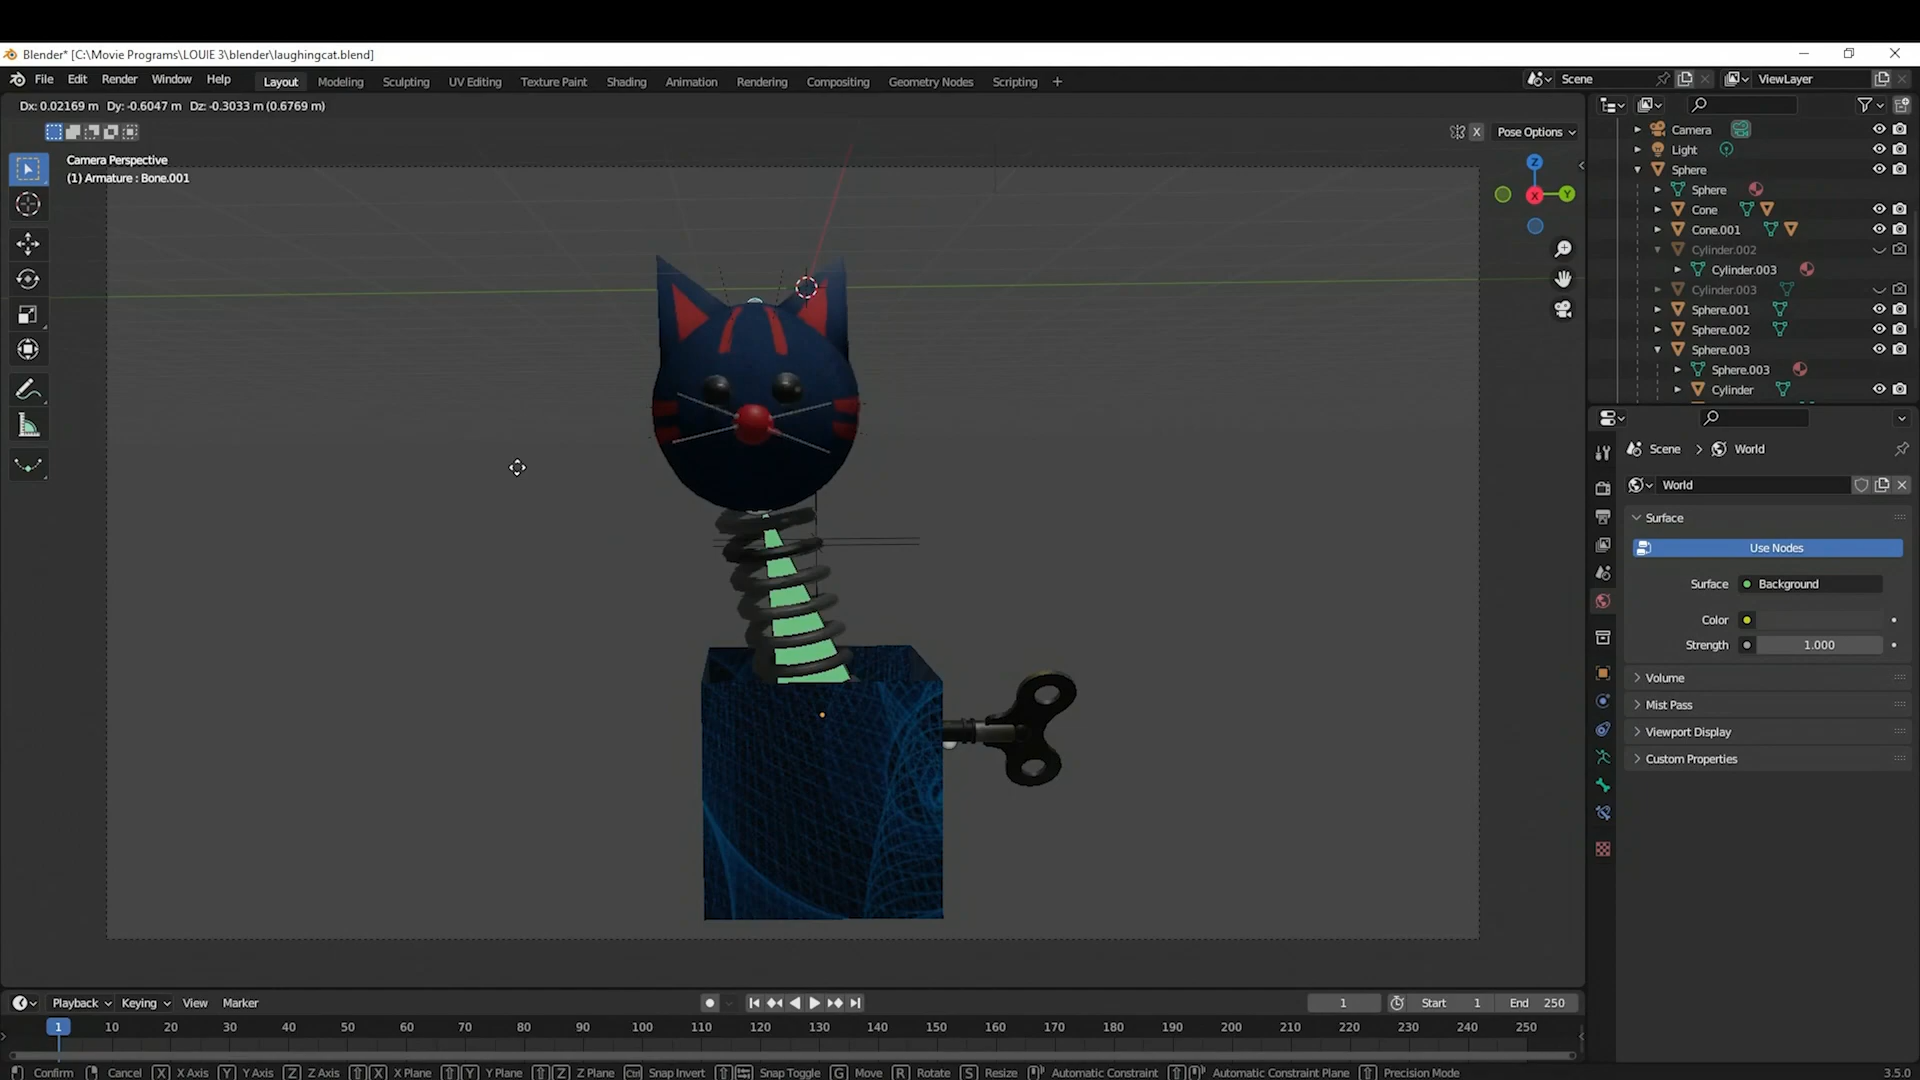 Blender* [C:\Movie Programs\LOUIE 3\blender\laughingcat.blend]
File Edit Render Window Help Layout Modeling Sculpting UV Editing Texture Paint Shading Animation Rendering Compositing Geometry Nodes Scripting + Scene ViewLayer
Dx: 0.02169 m Dy: -0.6047 m Dz: -0.3033 m (0.6769 m)
X Pose Options
Camera Perspective
(1) Armature : Bone.001
Z
X
Y
Camera
Light
Sphere
Sphere
Cone
Cone.001
Cylinder.002
Cylinder.003
Cylinder.003
Sphere.001
Sphere.002
Sphere.003
Sphere.003
Cylinder
Scene > World
World
Surface
Use Nodes
Surface Background
Color
Strength 1.000
Volume
Mist Pass
Viewport Display
Custom Properties
Playback Keying View Marker 1 Start 1 End 250
1 10 20 30 40 50 60 70 80 90 100 110 120 130 140 150 160 170 180 190 200 210 220 230 240 250
Confirm Cancel X X Axis Y Y Axis Z Z Axis X X Plane Y Y Plane Z Z Plane Ctrl Snap Invert Snap Toggle G Move R Rotate S Resize Automatic Constraint Automatic Constraint Plane Precision Mode 3.5.0